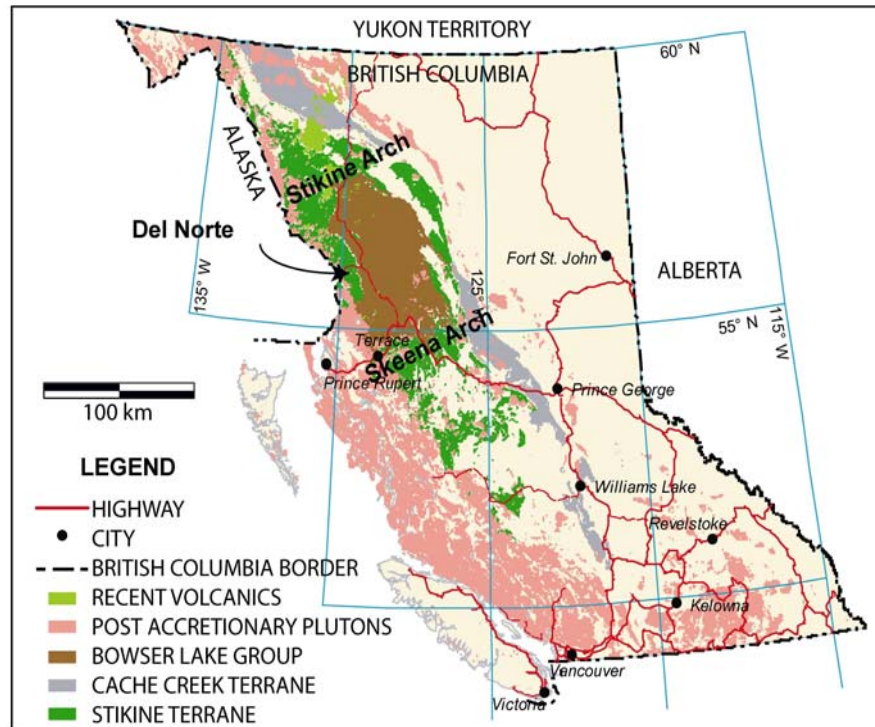 YUKON TERRITORY
60° N
BRITISH COLUMBIA
ALASKA
Stikine Arch
Del Norte
Fort St. John
ALBERTA
135° W
125°
115° W
55° N
Skeena Arch
Terrace
Prince Rupert
Prince George
100 km
Williams Lake
Revelstoke
Kelowna
Vancouver
Victoria
LEGEND
HIGHWAY
CITY
BRITISH COLUMBIA BORDER
RECENT VOLCANICS
POST ACCRETIONARY PLUTONS
BOWSER LAKE GROUP
CACHE CREEK TERRANE
STIKINE TERRANE